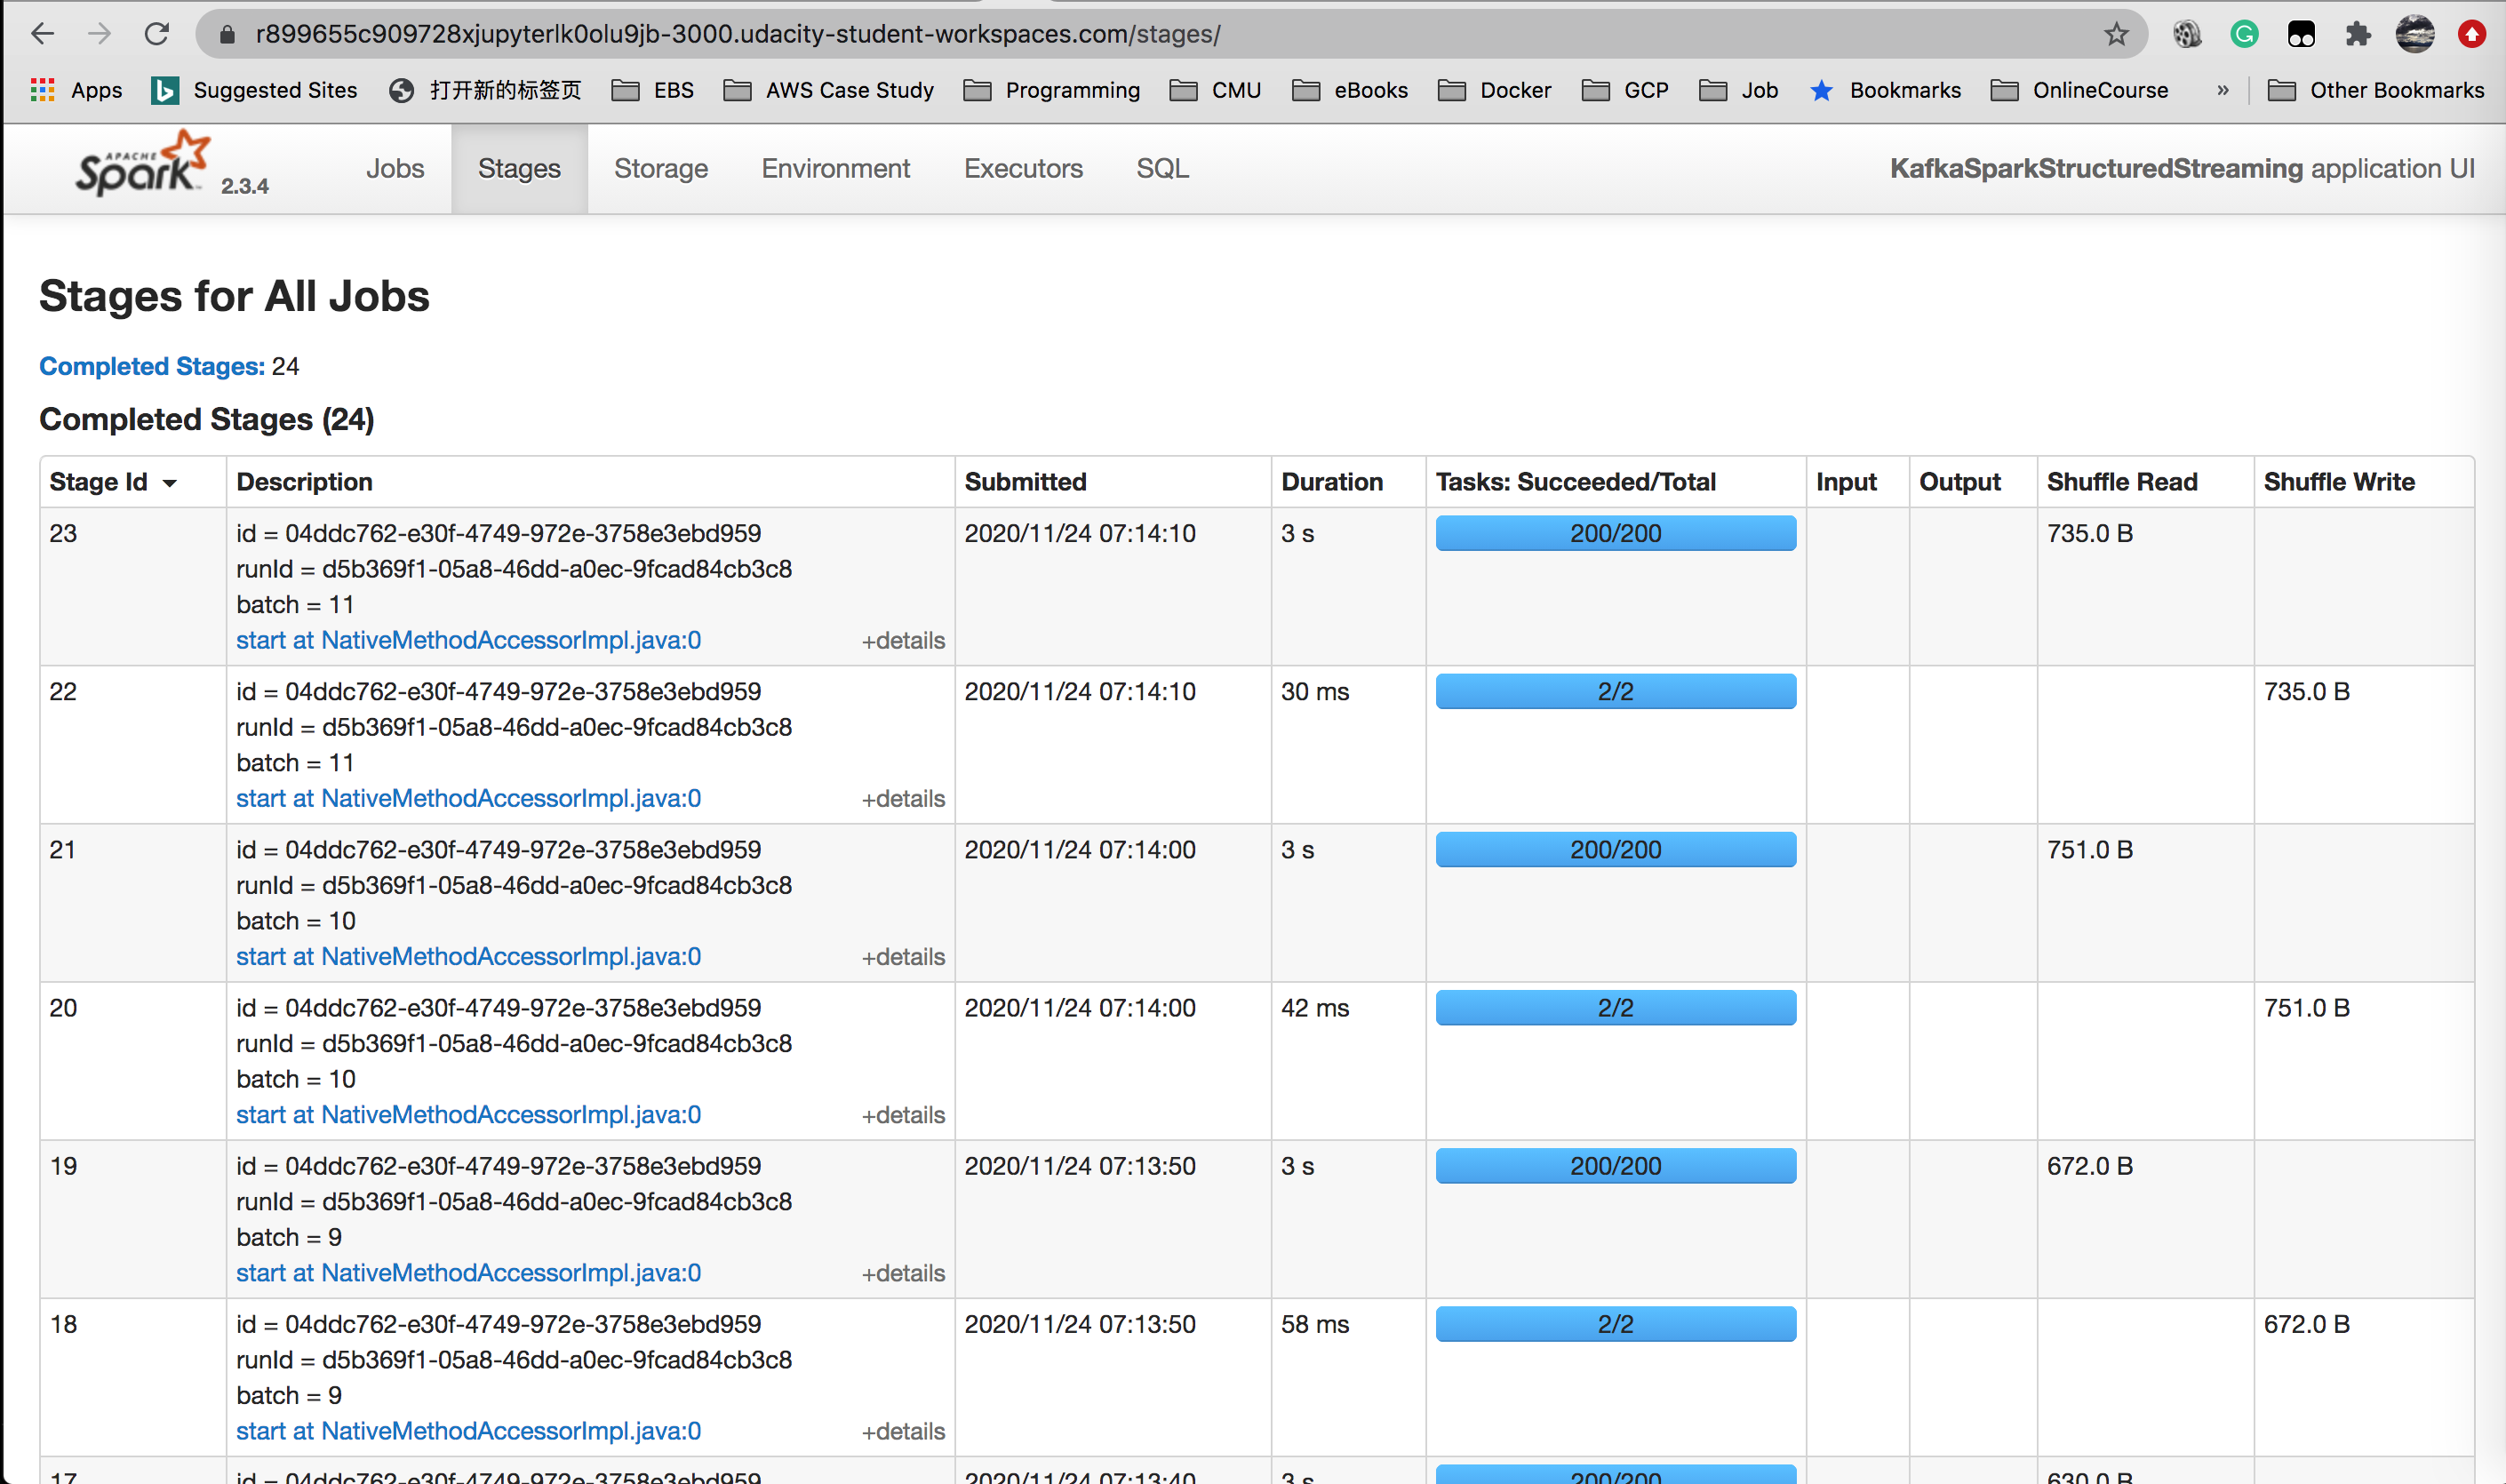 r899655c909728xjupyterlk0olu9jb-3000.udacity-student-workspaces.com/stages/
Apps Suggested Sites 打开新的标签页 EBS AWS Case Study Programming CMU eBooks Docker GCP Job Bookmarks OnlineCourse » Other Bookmarks
APACHE Spark 2.3.4 Jobs Stages Storage Environment Executors SQL KafkaSparkStructuredStreaming application UI
Stages for All Jobs
Completed Stages: 24
Completed Stages (24)
Stage Id Description Submitted Duration Tasks: Succeeded/Total Input Output Shuffle Read Shuffle Write
23 id = 04ddc762-e30f-4749-972e-3758e3ebd959 2020/11/24 07:14:10 3 s 200/200 735.0 B
runId = d5b369f1-05a8-46dd-a0ec-9fcad84cb3c8
batch = 11
start at NativeMethodAccessorImpl.java:0 +details
22 id = 04ddc762-e30f-4749-972e-3758e3ebd959 2020/11/24 07:14:10 30 ms 2/2 735.0 B
runId = d5b369f1-05a8-46dd-a0ec-9fcad84cb3c8
batch = 11
start at NativeMethodAccessorImpl.java:0 +details
21 id = 04ddc762-e30f-4749-972e-3758e3ebd959 2020/11/24 07:14:00 3 s 200/200 751.0 B
runId = d5b369f1-05a8-46dd-a0ec-9fcad84cb3c8
batch = 10
start at NativeMethodAccessorImpl.java:0 +details
20 id = 04ddc762-e30f-4749-972e-3758e3ebd959 2020/11/24 07:14:00 42 ms 2/2 751.0 B
runId = d5b369f1-05a8-46dd-a0ec-9fcad84cb3c8
batch = 10
start at NativeMethodAccessorImpl.java:0 +details
19 id = 04ddc762-e30f-4749-972e-3758e3ebd959 2020/11/24 07:13:50 3 s 200/200 672.0 B
runId = d5b369f1-05a8-46dd-a0ec-9fcad84cb3c8
batch = 9
start at NativeMethodAccessorImpl.java:0 +details
18 id = 04ddc762-e30f-4749-972e-3758e3ebd959 2020/11/24 07:13:50 58 ms 2/2 672.0 B
runId = d5b369f1-05a8-46dd-a0ec-9fcad84cb3c8
batch = 9
start at NativeMethodAccessorImpl.java:0 +details
17 id = 04ddc762-e30f-4749-972e-3758e3ebd959 2020/11/24 07:13:40 3 s 200/200 630.0 B